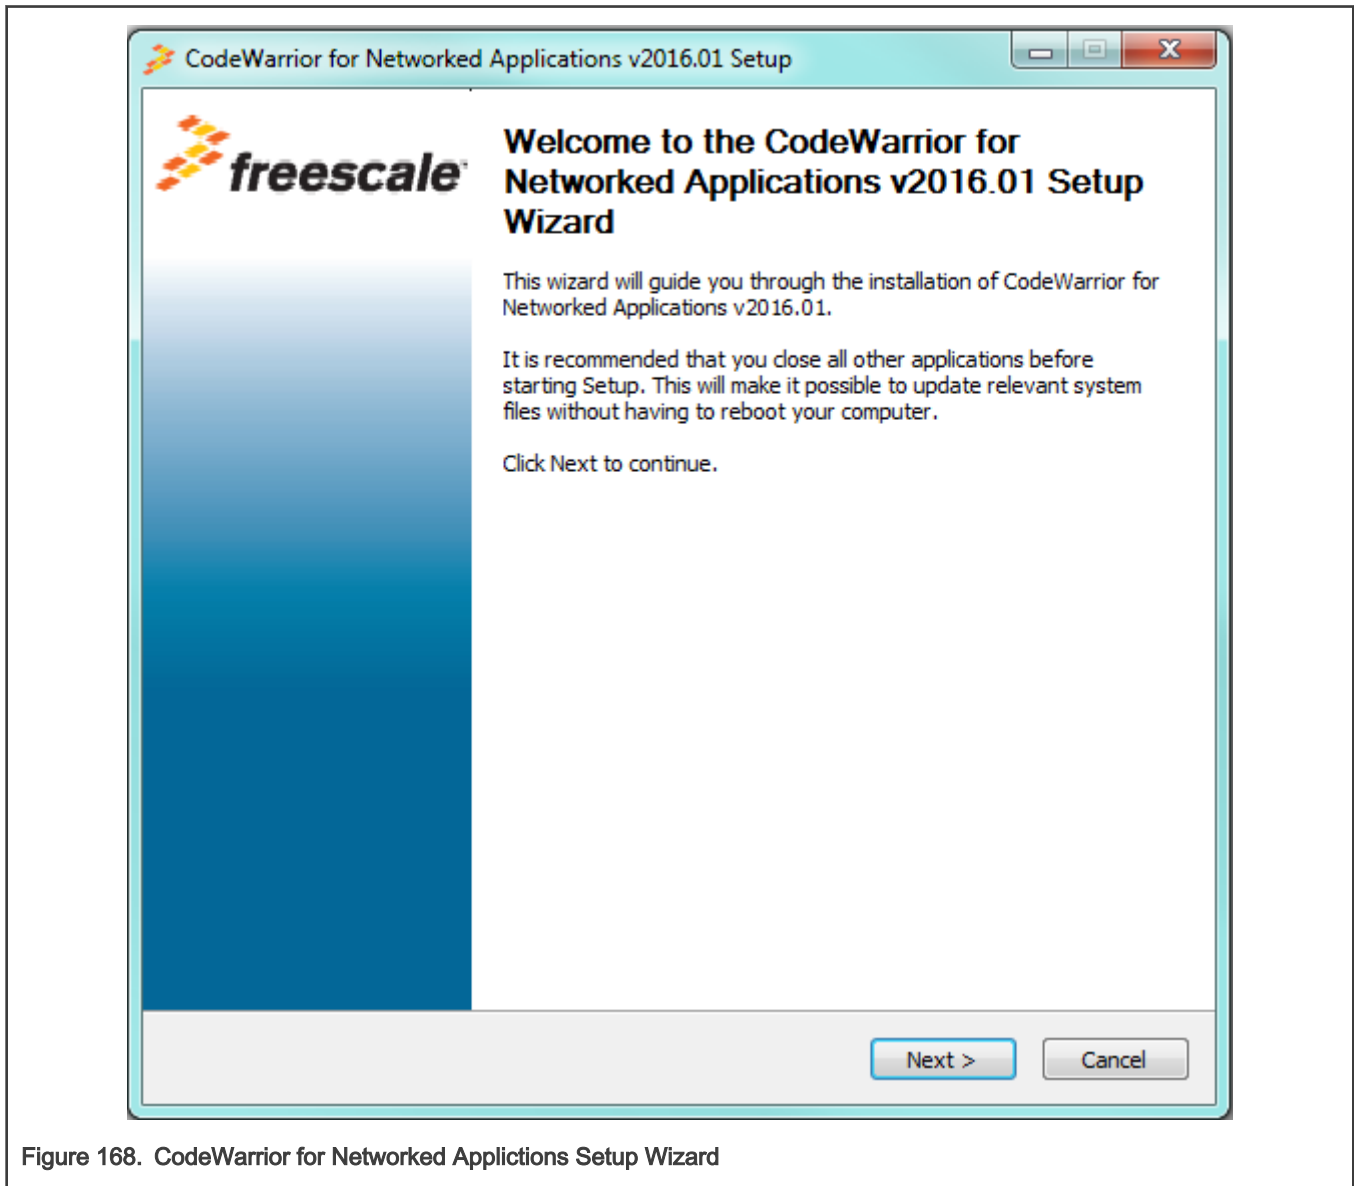 CodeWarrior for Networked Applications v2016.01 Setup
freescale
Welcome to the CodeWarrior for
Networked Applications v2016.01 Setup
Wizard
This wizard will guide you through the installation of CodeWarrior for
Networked Applications v2016.01.
It is recommended that you close all other applications before
starting Setup. This will make it possible to update relevant system
files without having to reboot your computer.
Click Next to continue.
Next >
Cancel
Figure 168. CodeWarrior for Networked Applictions Setup Wizard